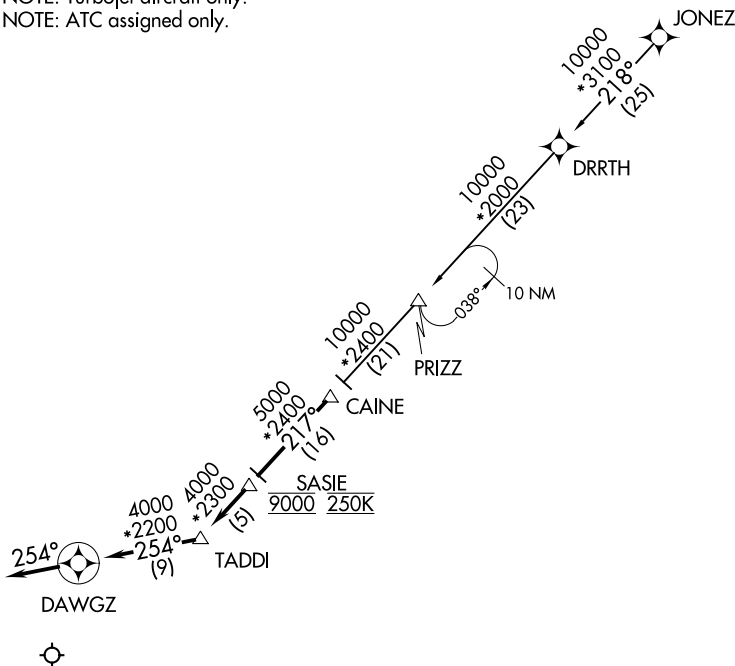 NOTE: Turbojet aircraft only.
NOTE: ATC assigned only.
JONEZ
10000
*3100
218°
(25)
DRRTH
10000
*2000
(23)
038°
10 NM
PRIZZ
10000
*2400
(21)
CAINE
5000
*2400
217°
(16)
SASIE
9000 250K
4000
*2300
(5)
TADDI
4000
*2200
254°
(9)
254°
DAWGZ